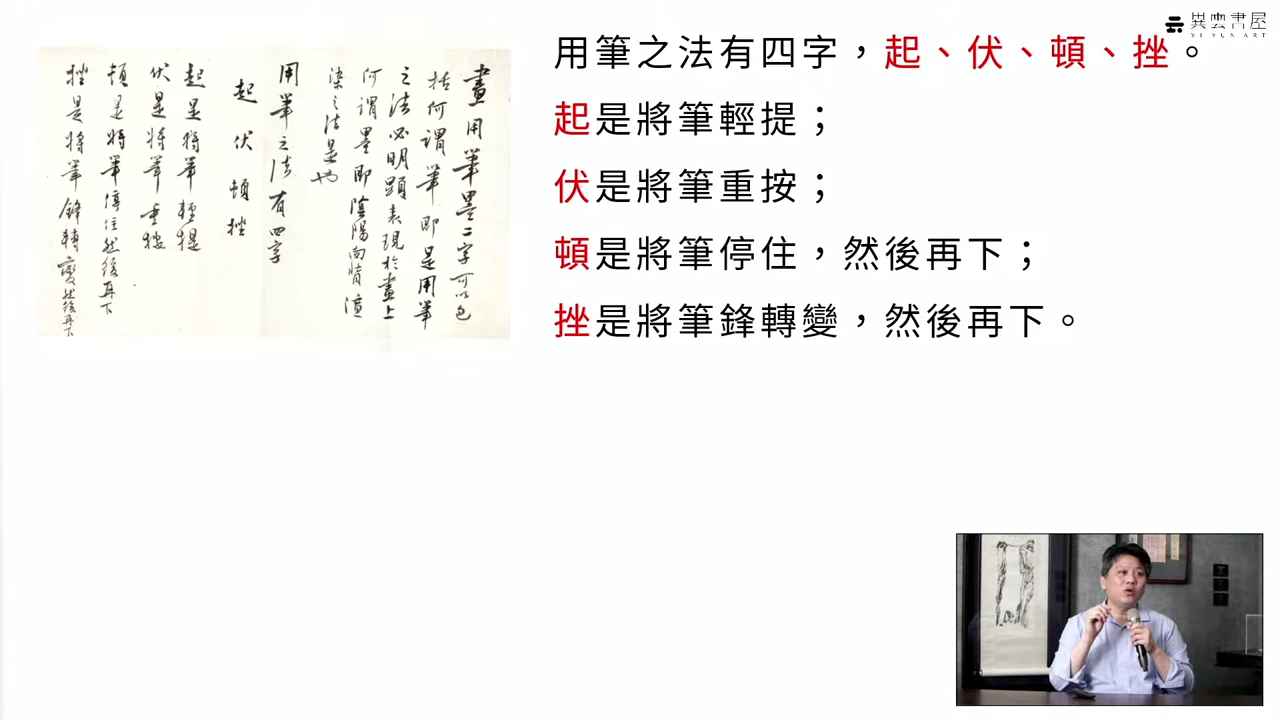 畫用筆墨二字可以包
括何謂筆即是用筆
之法必明顯表現於畫上
何謂墨即陰陽向背渲
染之法是也
用筆之法有四字
起伏頓挫
起是將筆輕提
伏是將筆重按
頓是將筆停住然後再下
挫是將筆鋒轉變然後再下
用筆之法有四字，起、伏、頓、挫。
起是將筆輕提；
伏是將筆重按；
頓是將筆停住，然後再下；
挫是將筆鋒轉變，然後再下。
異雲書屋
YI YUN ART